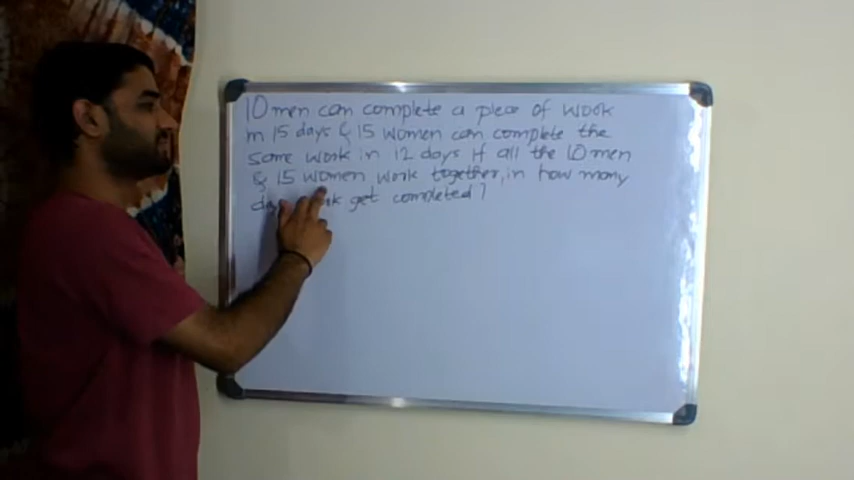 10 men can complete a piece of work
in 15 days & 15 women can complete the
same work in 12 days if all the 10 men
& 15 women work together, in how many
get completed?